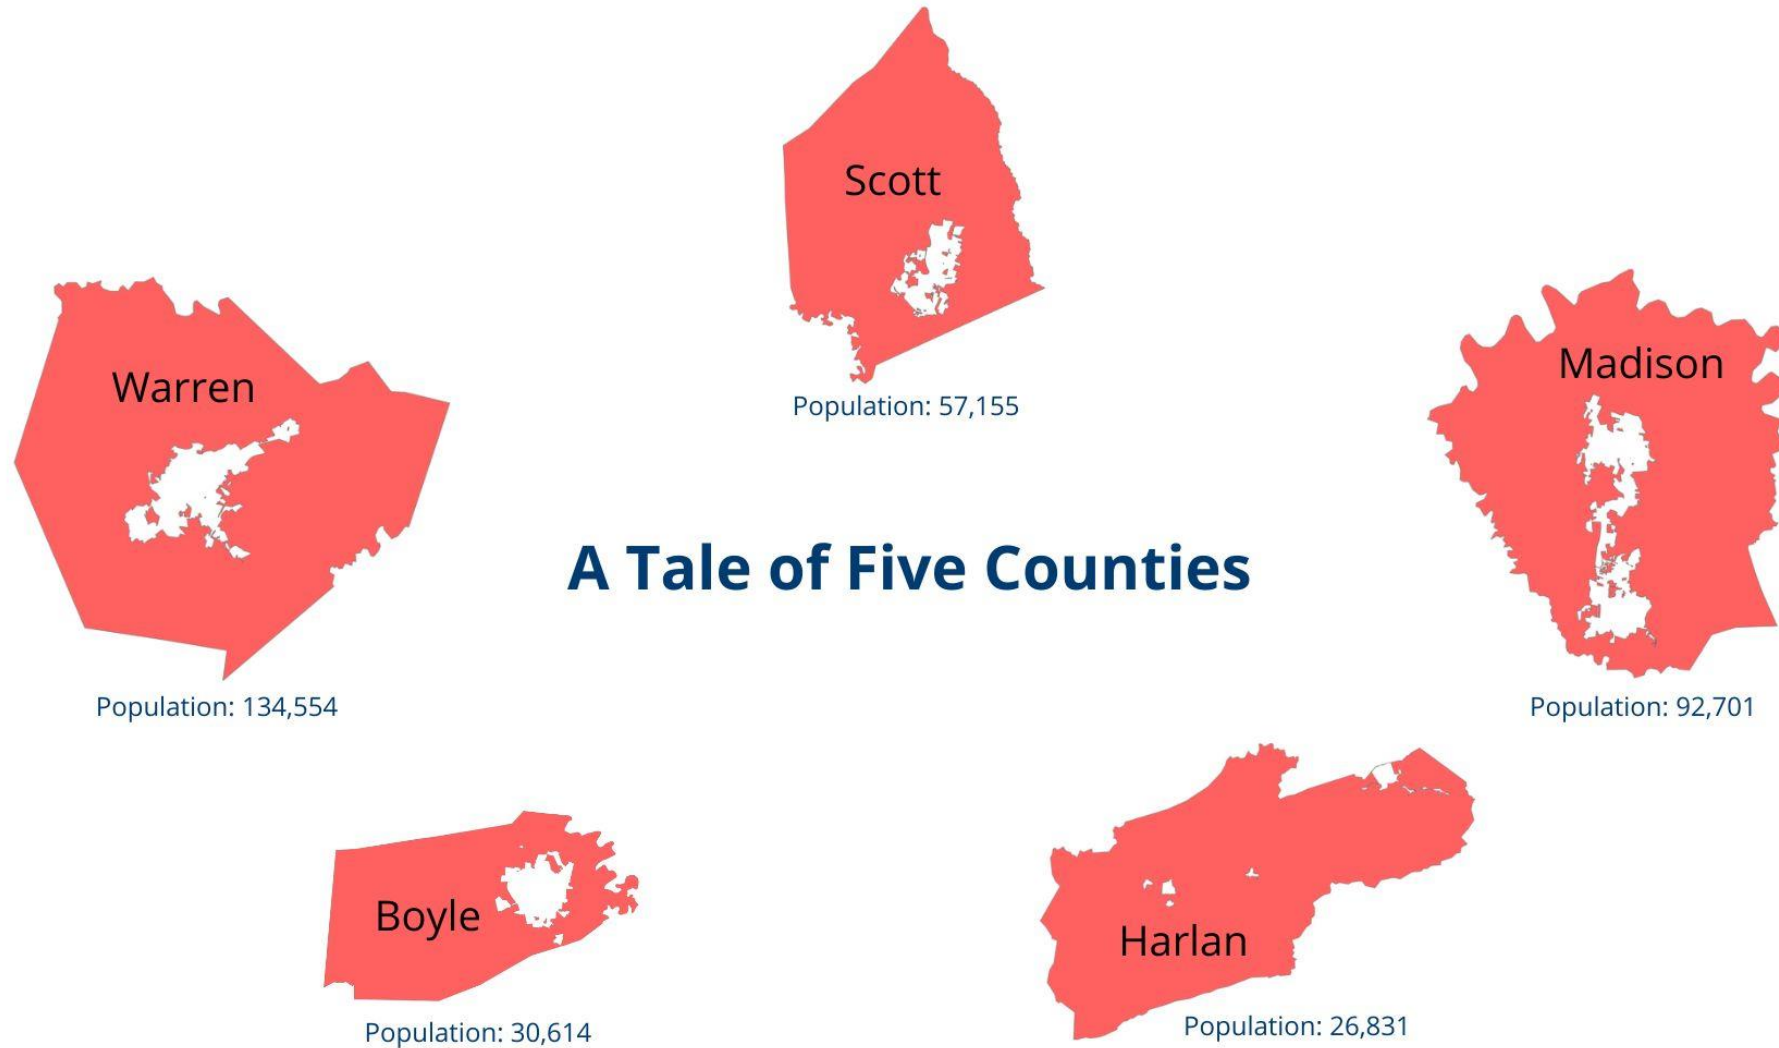 Scott
Population: 57,155
Warren
Population: 134,554
Madison
Population: 92,701
A Tale of Five Counties
Boyle
Population: 30,614
Harlan
Population: 26,831